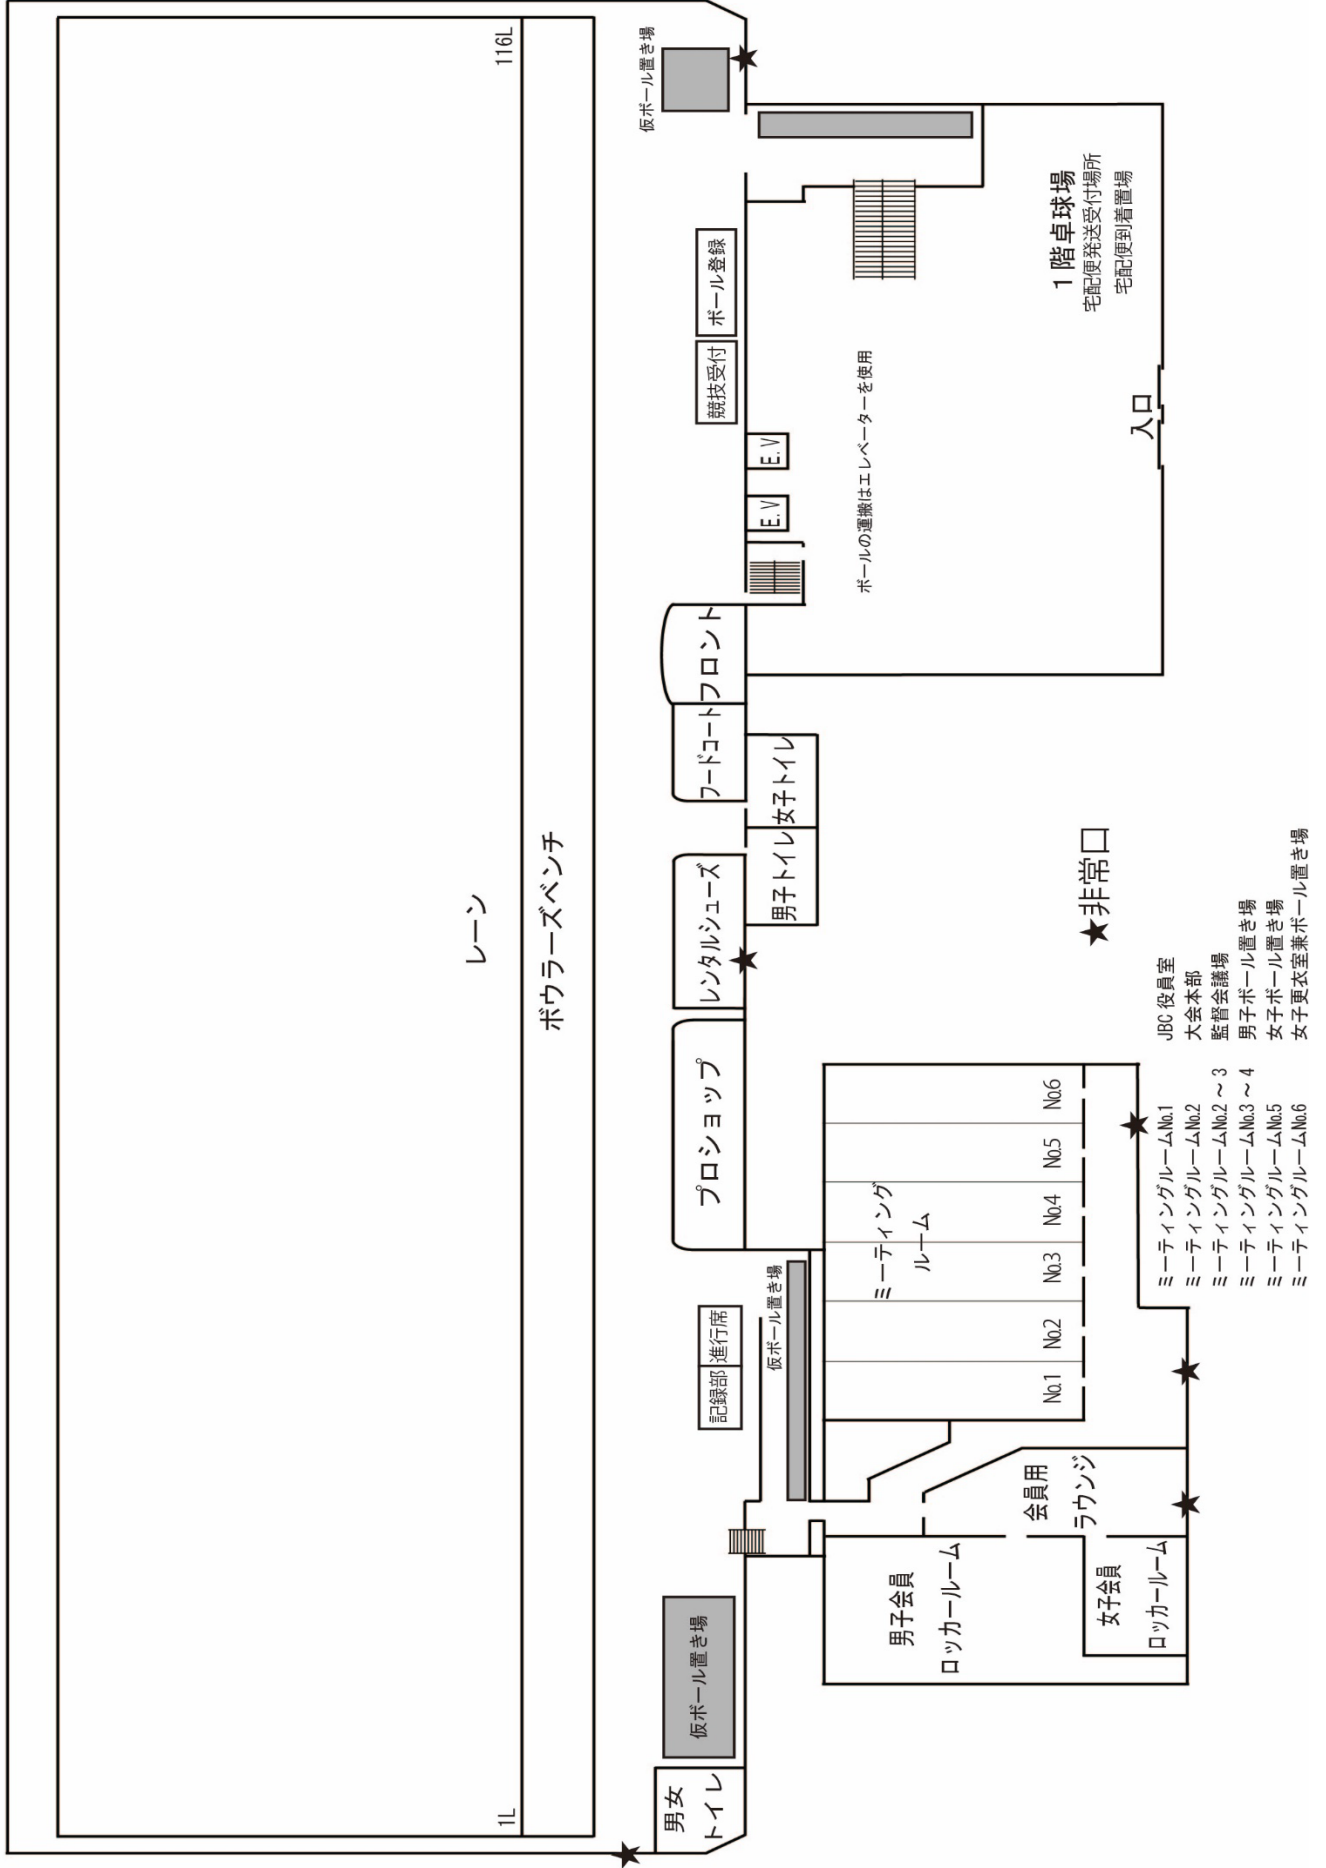 レーン
1L
116L
ボウラーズベンチ
男女
トイレ
仮ボール置き場
記録部
進行席
仮ボール置き場
プロショップ
レンタルシューズ
フードコート
フロント
競技受付
ボール登録
仮ボール置き場
男子トイレ
女子トイレ
E.V
E.V
ボールの運搬はエレベーターを使用
1階卓球場
宅配便発送受付場所
宅配便到着置場
入口
男子会員
ロッカールーム
女子会員
ロッカールーム
会員用
ラウンジ
ミーティング
ルーム
No.1
No.2
No.3
No.4
No.5
No.6
★非常口
ミーティングルームNo.1 JBC 役員室
ミーティングルームNo.2 大会本部
ミーティングルームNo.2～3 監督会議場
ミーティングルームNo.3～4 男子ボール置き場
ミーティングルームNo.5 女子ボール置き場
ミーティングルームNo.6 女子更衣室兼ボール置き場